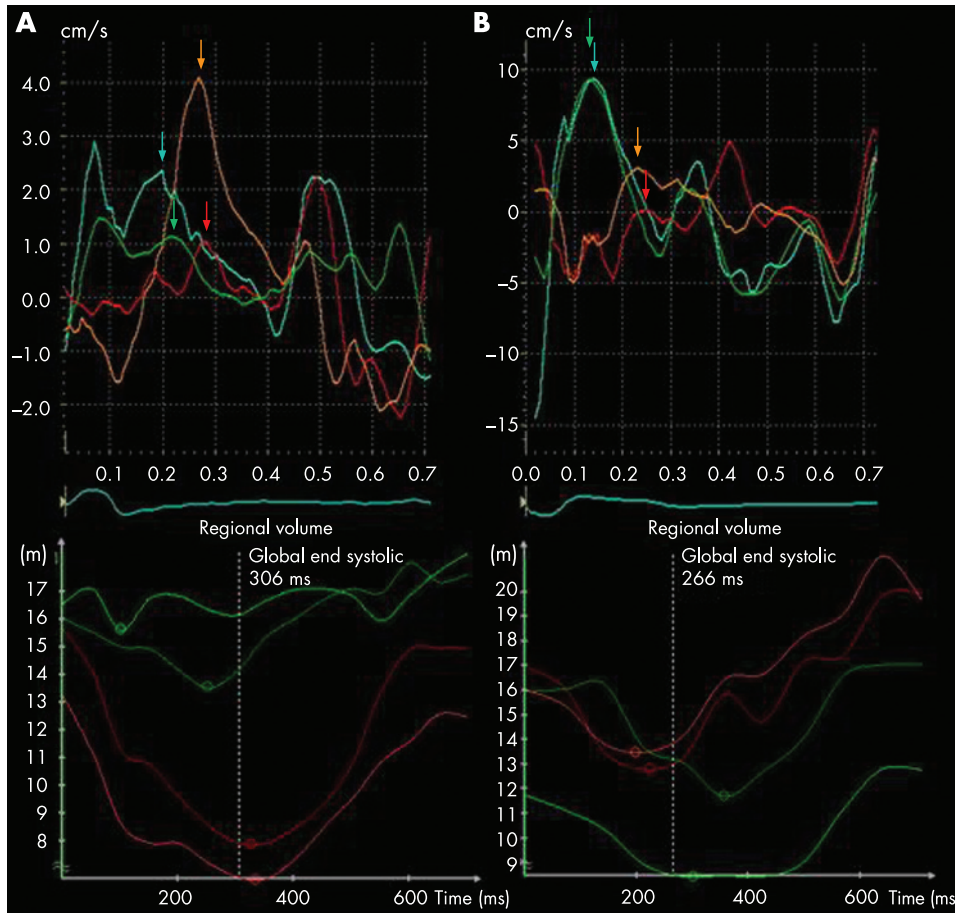 A
cm/s
4.0
3.0
2.0
1.0
0.0
–1.0
–2.0
0.1 0.2 0.3 0.4 0.5 0.6 0.7
B
cm/s
10
5
0
–5
–10
–15
0.0 0.1 0.2 0.3 0.4 0.5 0.6 0.7
Regional volume
(m)
Global end systolic
306 ms
17
16
15
14
13
12
11
10
9
8
200 400 600 Time (ms)
(m)
Global end systolic
266 ms
20
19
18
17
16
14
13
12
11
10
9
200 400 600 Time (ms)